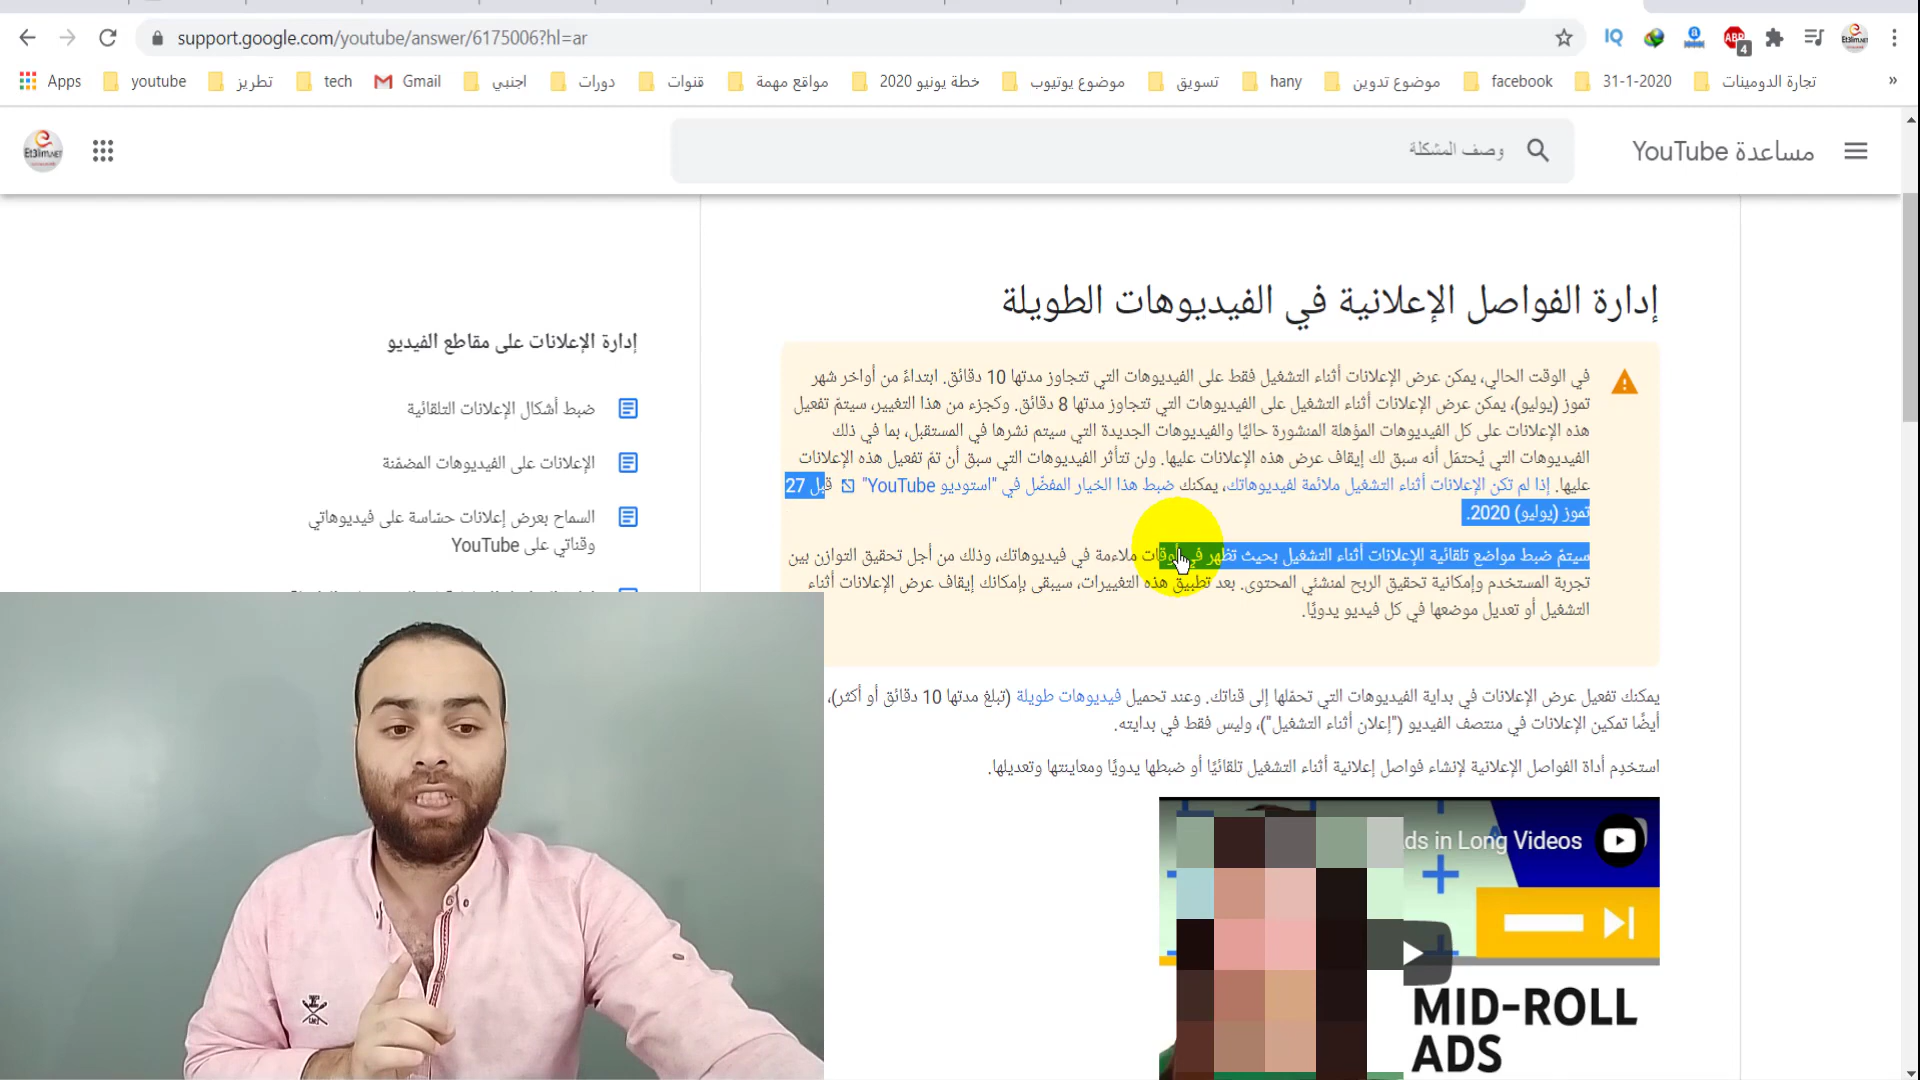 support.google.com/youtube/answer/6175006?hl=ar
IQ
ABP
4
Apps
youtube
تطريز
tech
Gmail
اجنبي
دورات
قنوات
مواقع مهمة
خطة يونيو 2020
موضوع يوتيوب
تسويق
hany
موضوع تدوين
facebook
31-1-2020
تجارة الدومينات
»
Et3lim.NET
وصف المشكلة
مساعدة YouTube
إدارة الفواصل الإعلانية في الفيديوهات الطويلة
في الوقت الحالي، يمكن عرض الإعلانات أثناء التشغيل فقط على الفيديوهات التي تتجاوز مدتها 10 دقائق. ابتداءً من أواخر شهر
تموز (يوليو)، يمكن عرض الإعلانات أثناء التشغيل على الفيديوهات التي تتجاوز مدتها 8 دقائق. وكجزء من هذا التغيير، سيتمّ تفعيل
هذه الإعلانات على كل الفيديوهات المؤهلة المنشورة حاليًا والفيديوهات الجديدة التي سيتم نشرها في المستقبل، بما في ذلك
الفيديوهات التي يُحتمَل أنه سبق لك إيقاف عرض هذه الإعلانات عليها. ولن تتأثر الفيديوهات التي سبق أن تمّ تفعيل هذه الإعلانات
عليها. إذا لم تكن الإعلانات أثناء التشغيل ملائمة لفيديوهاتك، يمكنك ضبط هذا الخيار المفضّل في "استوديو YouTube" قبل 27
تموز (يوليو) 2020.
سيتمّ ضبط مواضع تلقائية للإعلانات أثناء التشغيل بحيث تظهر في أوقات ملاءمة في فيديوهاتك، وذلك من أجل تحقيق التوازن بين
تجربة المستخدم وإمكانية تحقيق الربح لمنشئي المحتوى. بعد تطبيق هذه التغييرات، سيبقى بإمكانك إيقاف عرض الإعلانات أثناء
التشغيل أو تعديل موضعها في كل فيديو يدويًا.
يمكنك تفعيل عرض الإعلانات في بداية الفيديوهات التي تحمّلها إلى قناتك. وعند تحميل فيديوهات طويلة (تبلغ مدتها 10 دقائق أو أكثر)،
أيضًا تمكين الإعلانات في منتصف الفيديو ("إعلان أثناء التشغيل")، وليس فقط في بدايته.
استخدِم أداة الفواصل الإعلانية لإنشاء فواصل إعلانية أثناء التشغيل تلقائيًا أو ضبطها يدويًا ومعاينتها وتعديلها.
ds in Long Videos
MID-ROLL
ADS
إدارة الإعلانات على مقاطع الفيديو
ضبط أشكال الإعلانات التلقائية
الإعلانات على الفيديوهات المضمّنة
السماح بعرض إعلانات حسّاسة على فيديوهاتي
وقناتي على YouTube